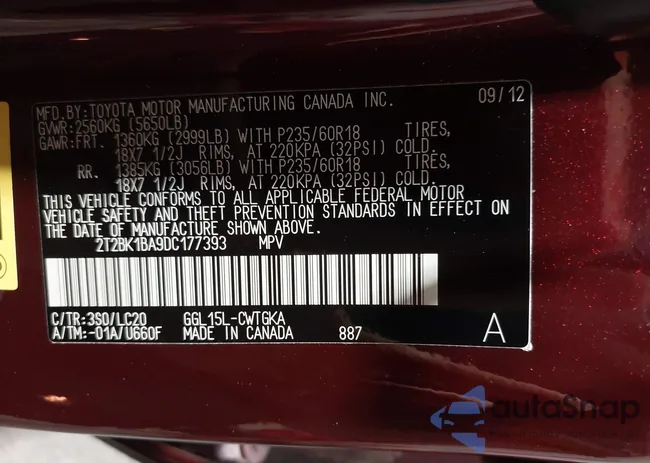 MFD.BY: TOYOTA MOTOR MANUFACTURING CANADA INC. 09/12
GVWR: 2560KG (5650LB)
GAWR: FRT. 1360KG (2999LB) WITH P235/60R18 TIRES,
18X7 1/2J RIMS, AT 220KPA (32PSI) COLD.
RR. 1385KG (3056LB) WITH P235/60R18 TIRES,
18X7 1/2J RIMS, AT 220KPA (32PSI) COLD.
THIS VEHICLE CONFORMS TO ALL APPLICABLE FEDERAL MOTOR
VEHICLE SAFETY AND THEFT PREVENTION STANDARDS IN EFFECT ON
THE DATE OF MANUFACTURE SHOWN ABOVE.
2T2BK1BA9DC177393 MPV
C/TR:3S0/LC20 GGL15L-CWTGKA
A/TM:-01A/U660F MADE IN CANADA 887 A
autoSnap